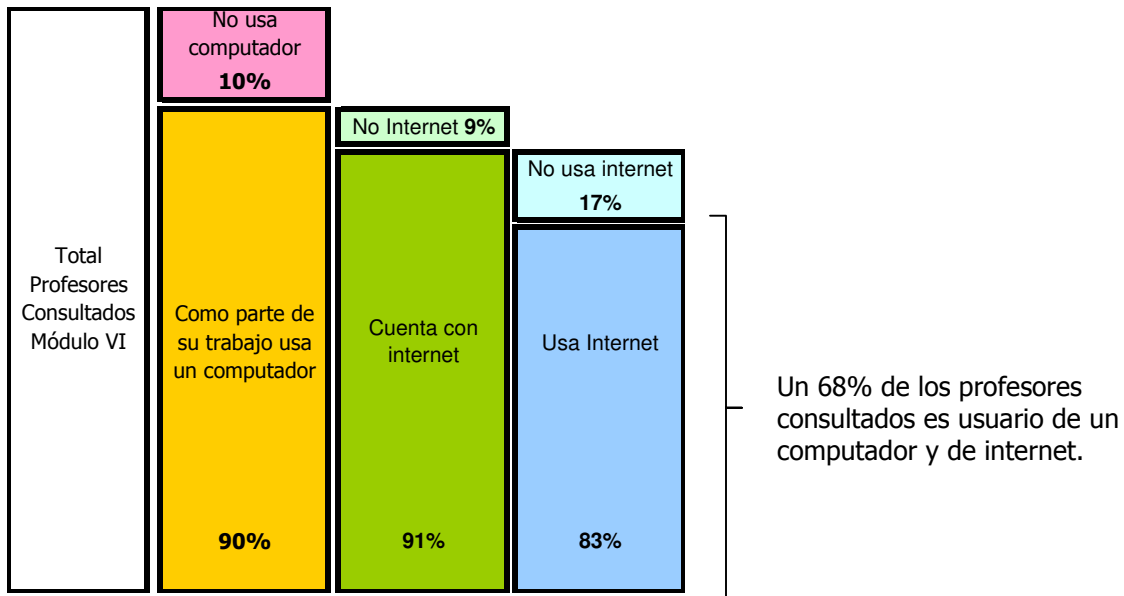 Total
Profesores
Consultados
Módulo VI
No usa
computador
10%
Como parte de
su trabajo usa
un computador
90%
No Internet 9%
Cuenta con
internet
91%
No usa internet
17%
Usa Internet
83%
Un 68% de los profesores
consultados es usuario de un
computador y de internet.